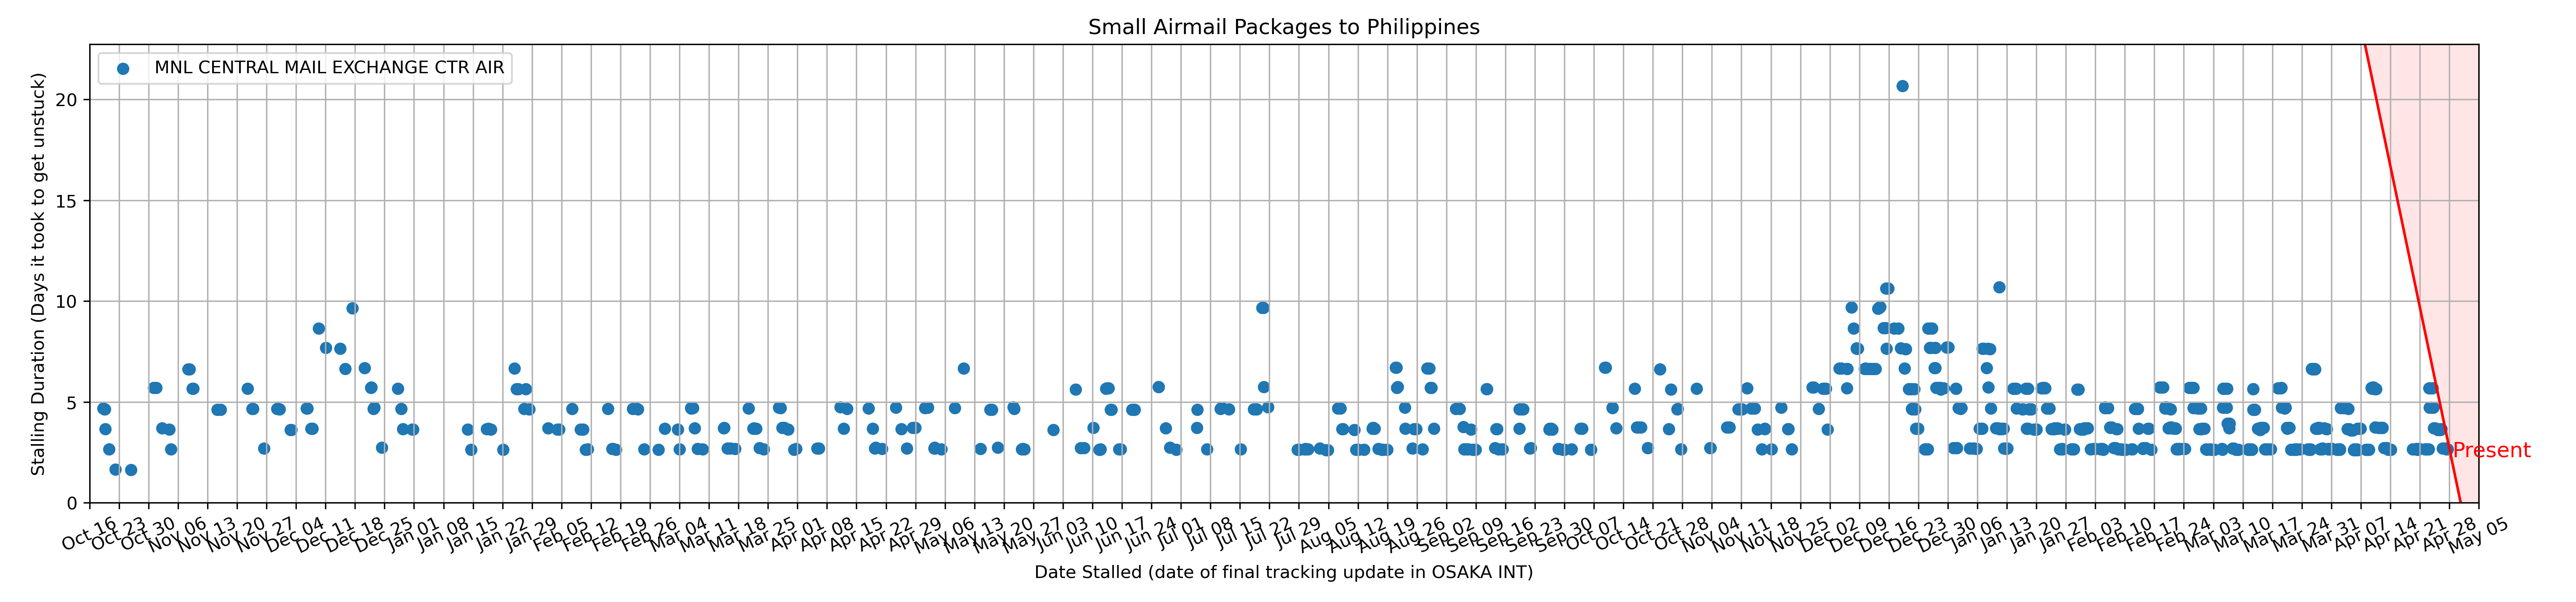 Small Airmail Packages to Philippines
MNL CENTRAL MAIL EXCHANGE CTR AIR
Stalling Duration (Days it took to get unstuck)
20
15
10
5
0
Present
Oct 16
Oct 23
Oct 30
Nov 06
Nov 13
Nov 20
Nov 27
Dec 04
Dec 11
Dec 18
Dec 25
Jan 01
Jan 08
Jan 15
Jan 22
Jan 29
Feb 05
Feb 12
Feb 19
Feb 26
Mar 04
Mar 11
Mar 18
Mar 25
Apr 01
Apr 08
Apr 15
Apr 22
Apr 29
May 06
May 13
May 20
May 27
Jun 03
Jun 10
Jun 17
Jun 24
Jul 01
Jul 08
Jul 15
Jul 22
Jul 29
Aug 05
Aug 12
Aug 19
Aug 26
Sep 02
Sep 09
Sep 16
Sep 23
Sep 30
Oct 07
Oct 14
Oct 21
Oct 28
Nov 04
Nov 11
Nov 18
Nov 25
Dec 02
Dec 09
Dec 16
Dec 23
Dec 30
Jan 06
Jan 13
Jan 20
Jan 27
Feb 03
Feb 10
Feb 17
Feb 24
Mar 03
Mar 10
Mar 17
Mar 24
Mar 31
Apr 07
Apr 14
Apr 21
Apr 28
May 05
Date Stalled (date of final tracking update in OSAKA INT)